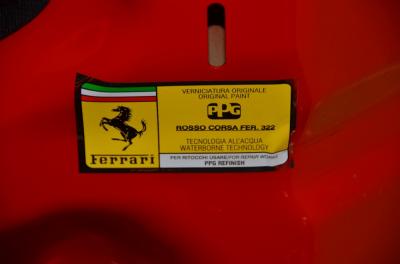 VERNICIATURA ORIGINALE
ORIGINAL PAINT
PPG
ROSSO CORSA FER. 322
TECNOLOGIA ALL'ACQUA
WATERBORNE TECHNOLOGY
Ferrari
PER RITOCCHI USARE/FOR REPAIR WORKS
PPG REFINISH